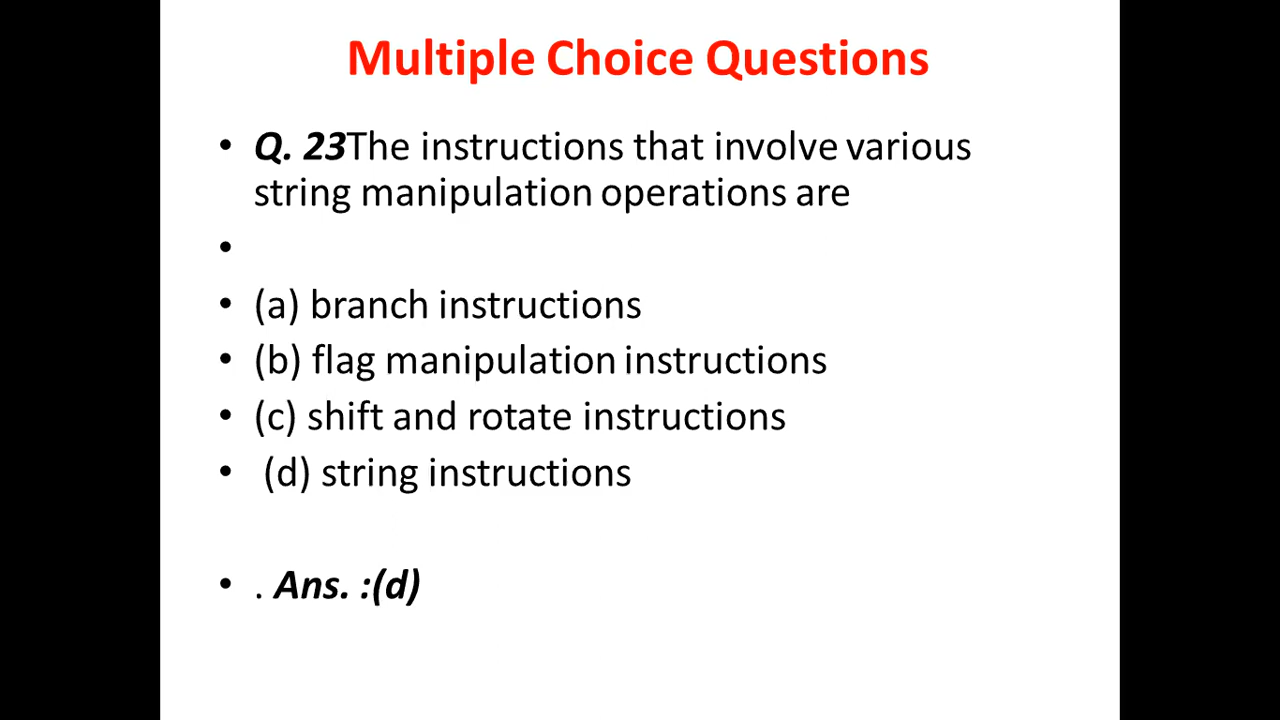 Multiple Choice Questions
• Q. 23The instructions that involve various
string manipulation operations are
•
• (a) branch instructions
• (b) flag manipulation instructions
• (c) shift and rotate instructions
• (d) string instructions
• . Ans. :(d)